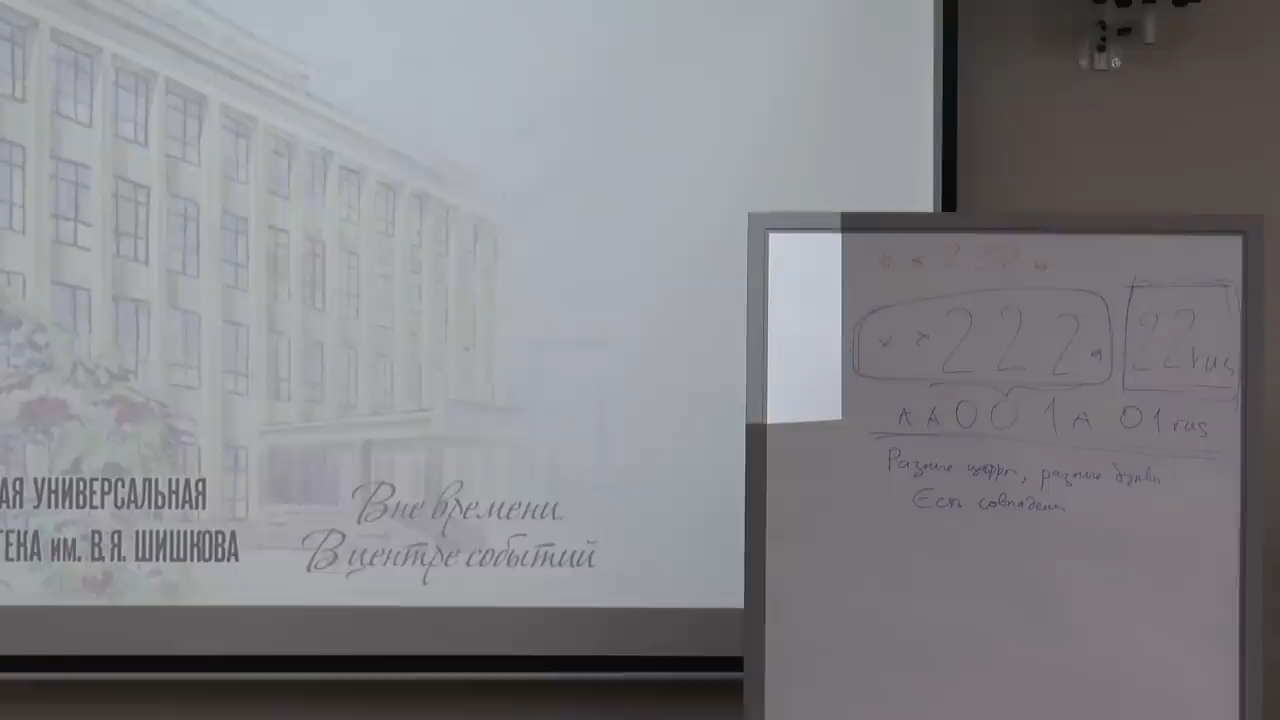 АЯ УНИВЕРСАЛЬНАЯ
ТЕКА им. В.Я. ШИШКОВА
Вне времени.
В центре событий
222 22 rus
А А 0 0 1 А 01 rus
Разные цифры, разные буквы
Есть совпадения